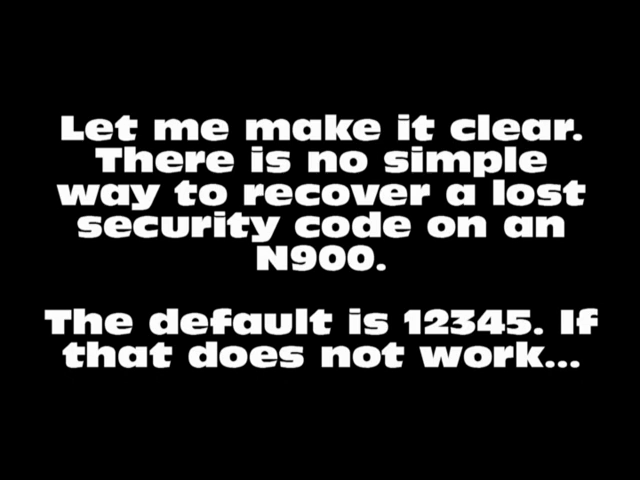 Let me make it clear.
There is no simple
way to recover a lost
security code on an
N900.
The default is 12345. If
that does not work...